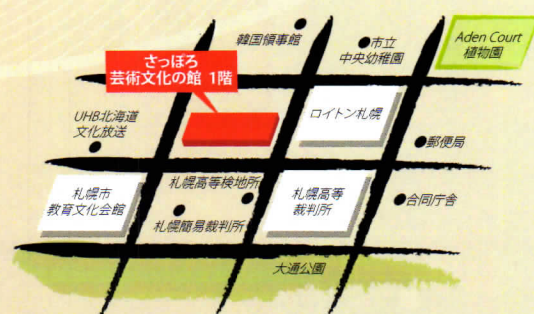 韓国領事館
市立
中央幼稚園
Aden Court
植物園
さっぽろ
芸術文化の館 1階
UHB北海道
文化放送
ロイトン札幌
郵便局
札幌市
教育文化会館
札幌高等検地所
札幌簡易裁判所
札幌高等
裁判所
合同庁舎
大通公園